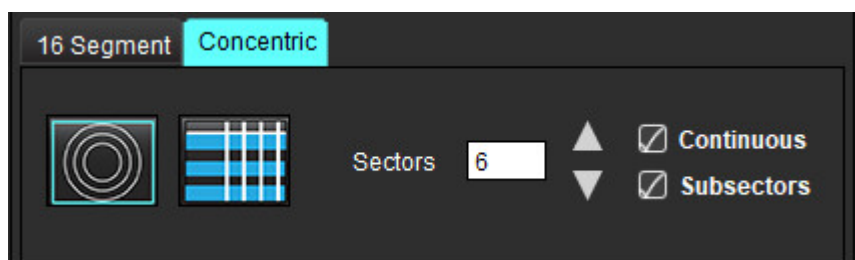 16 Segment Concentric
Sectors 6
Continuous
Subsectors